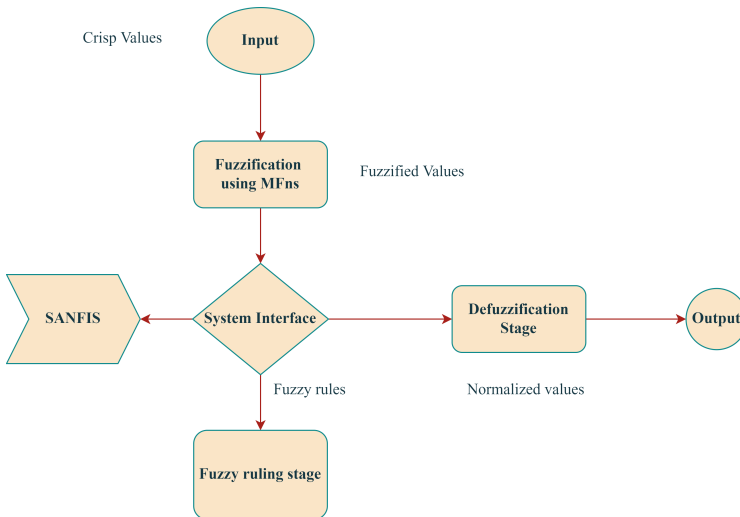 Crisp Values
Input
Fuzzification
using MFns
Fuzzified Values
SANFIS
System Interface
Defuzzification
Stage
Output
Fuzzy rules
Normalized values
Fuzzy ruling stage